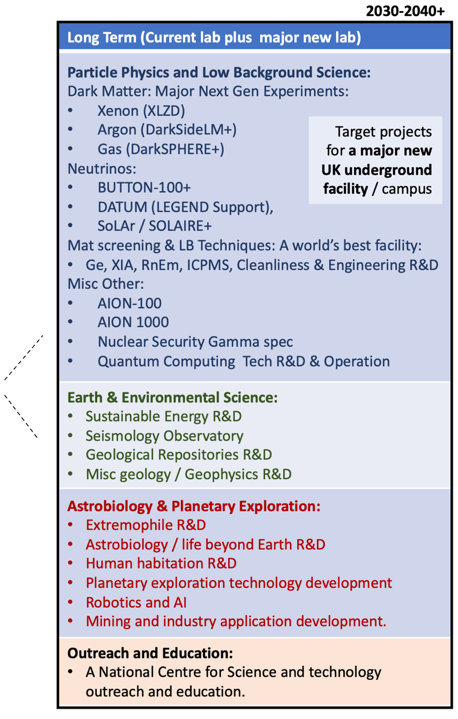 2030-2040+
Long Term (Current lab plus major new lab)
Particle Physics and Low Background Science:
Dark Matter: Major Next Gen Experiments:
• Xenon (XLZD)
• Argon (DarkSideLM+)
• Gas (DarkSPHERE+)
Target projects
for a major new
UK underground
facility / campus
Neutrinos:
• BUTTON-100+
• DATUM (LEGEND Support),
• SoLAr / SOLAIRE+
Mat screening & LB Techniques: A world's best facility:
• Ge, XIA, RnEm, ICPMS, Cleanliness & Engineering R&D
Misc Other:
• AION-100
• AION 1000
• Nuclear Security Gamma spec
• Quantum Computing Tech R&D & Operation
Earth & Environmental Science:
• Sustainable Energy R&D
• Seismology Observatory
• Geological Repositories R&D
• Misc geology / Geophysics R&D
Astrobiology & Planetary Exploration:
• Extremophile R&D
• Astrobiology / life beyond Earth R&D
• Human habitation R&D
• Planetary exploration technology development
• Robotics and AI
• Mining and industry application development.
Outreach and Education:
• A National Centre for Science and technology
outreach and education.